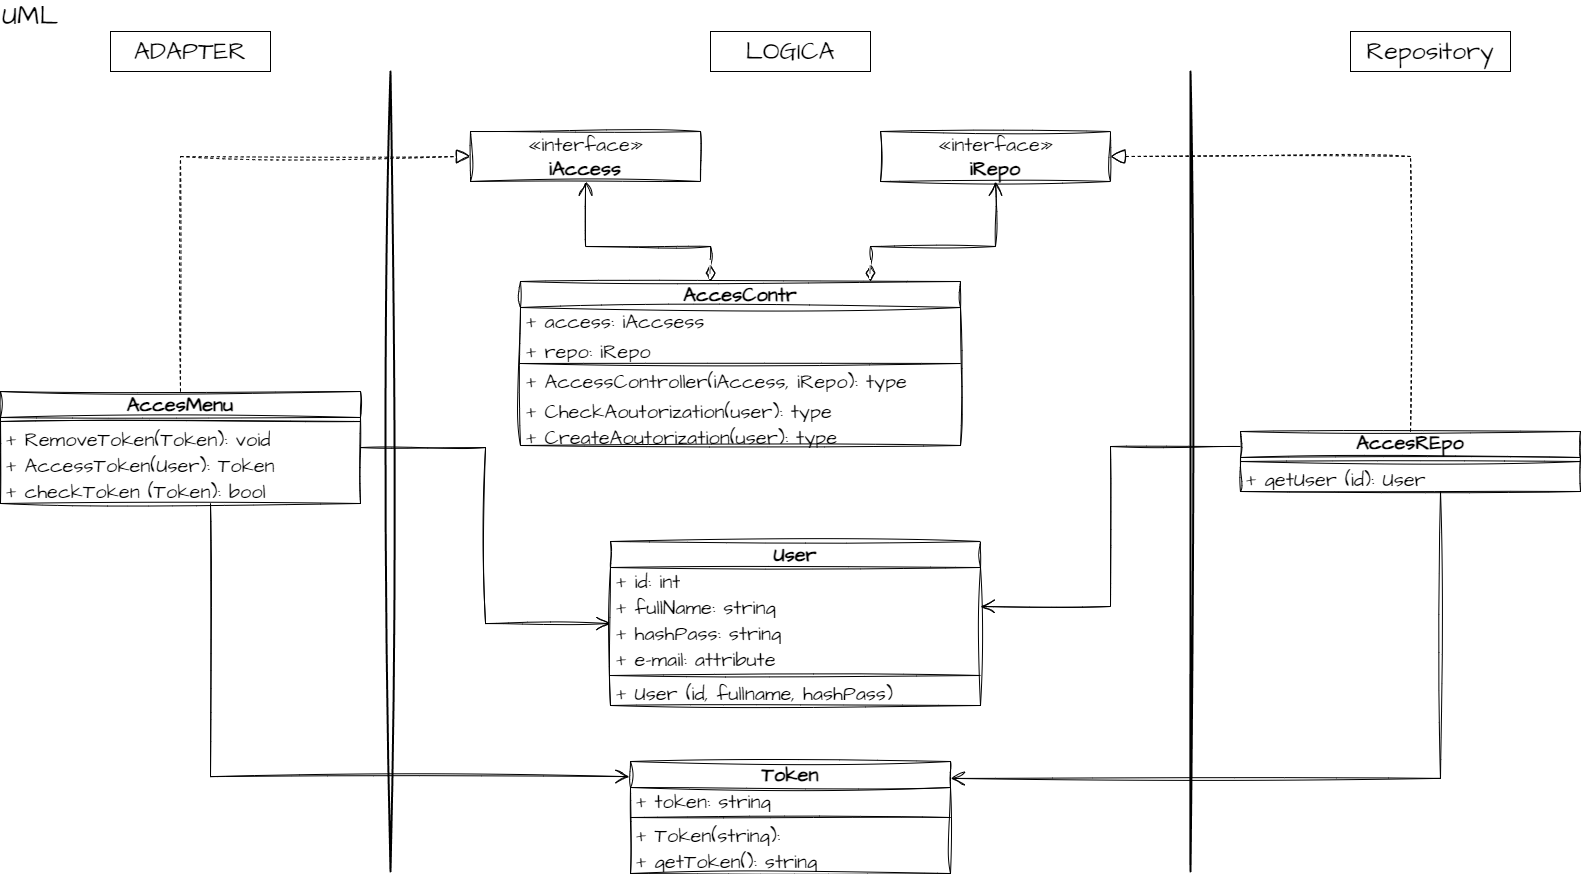 UML
ADAPTER
LOGICA
Repository
«interface»
iAccess
«interface»
iRepo
AccesContr
+ access: iAccsess
+ repo: iRepo
+ AccessController(iAccess, iRepo): type
+ CheckAoutorization(user): type
+ CreateAoutorization(user): type
AccesMenu
+ RemoveToken(Token): void
+ AccessToken(User): Token
+ checkToken (Token): bool
AccesREpo
+ getUser (id): User
User
+ id: int
+ fullName: string
+ hashPass: string
+ e-mail: attribute
+ User (id, fullname, hashPass)
Token
+ token: string
+ Token(string):
+ getToken(): string